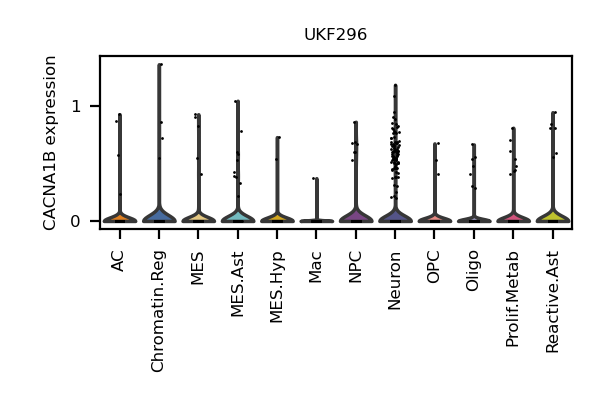 UKF296
CACNA1B expression
1
0
AC
Chromatin.Reg
MES
MES.Ast
MES.Hyp
Mac
NPC
Neuron
OPC
Oligo
Prolif.Metab
Reactive.Ast